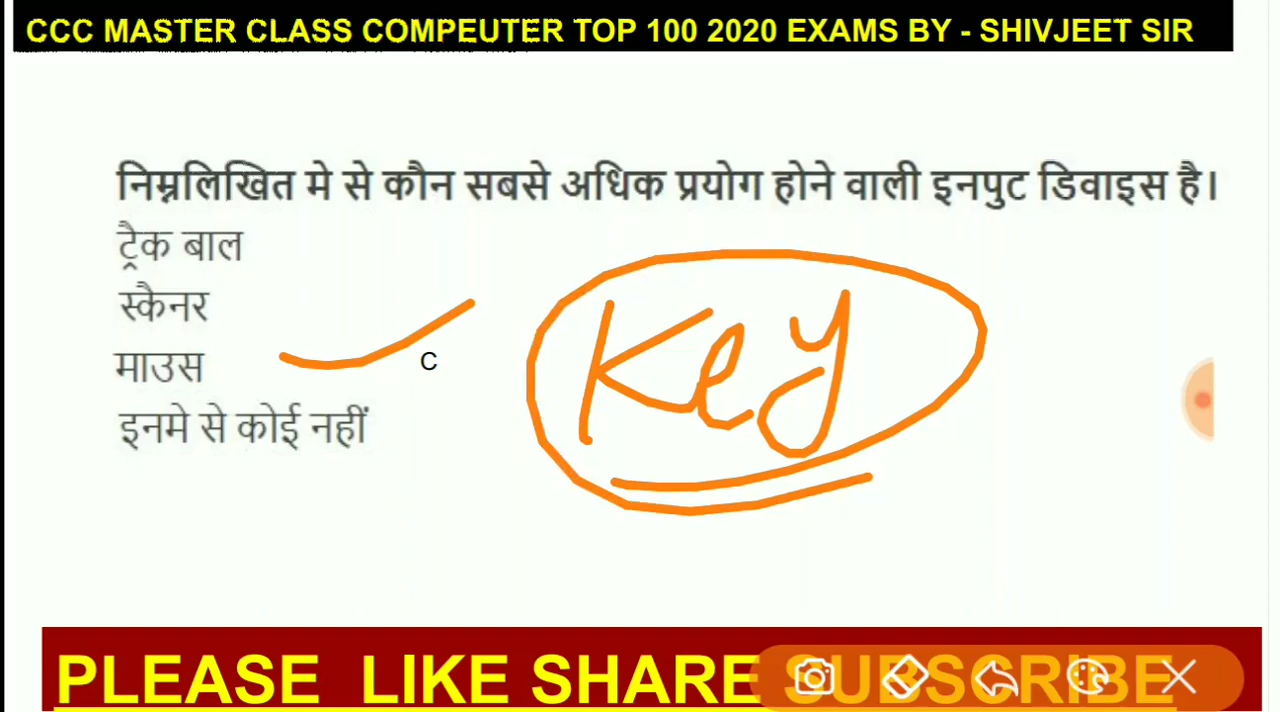 CCC MASTER CLASS COMPEUTER TOP 100 2020 EXAMS BY - SHIVJEET SIR
निम्नलिखित मे से कौन सबसे अधिक प्रयोग होने वाली इनपुट डिवाइस है।
ट्रैक बाल
स्कैनर
माउस
C
Key
इनमे से कोई नहीं
PLEASE LIKE SHARE SUBSCRIBE